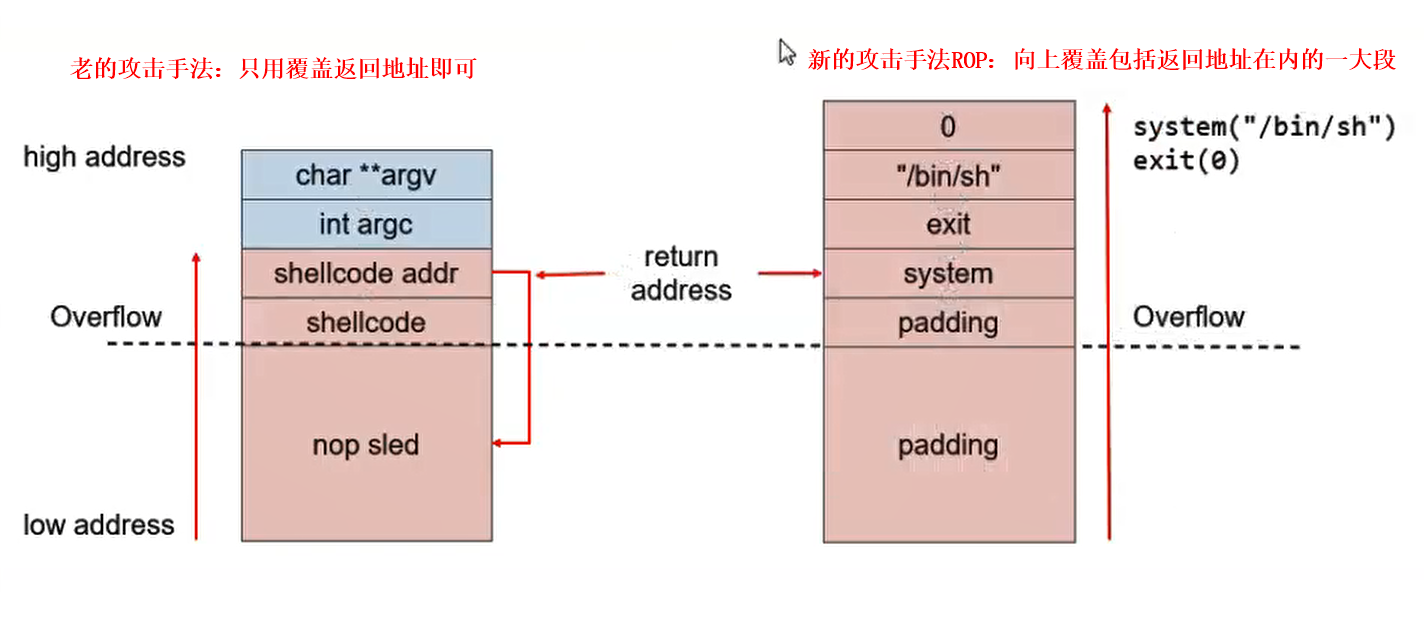 老的攻击手法：只用覆盖返回地址即可
新的攻击手法ROP：向上覆盖包括返回地址在内的一大段
high address
char **argv
int argc
shellcode addr
shellcode
nop sled
Overflow
low address
return
address
0
"/bin/sh"
exit
system
padding
padding
system("/bin/sh")
exit(0)
Overflow